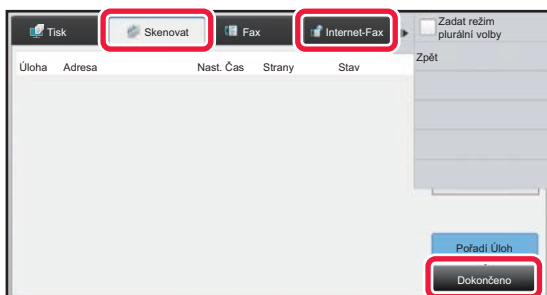 Tisk
Skenovat
Fax
Internet-Fax
Zadat režim
plurální volby
Zpět
Úloha Adresa Nast. Čas Strany Stav
Pořadí Úloh
Dokončeno